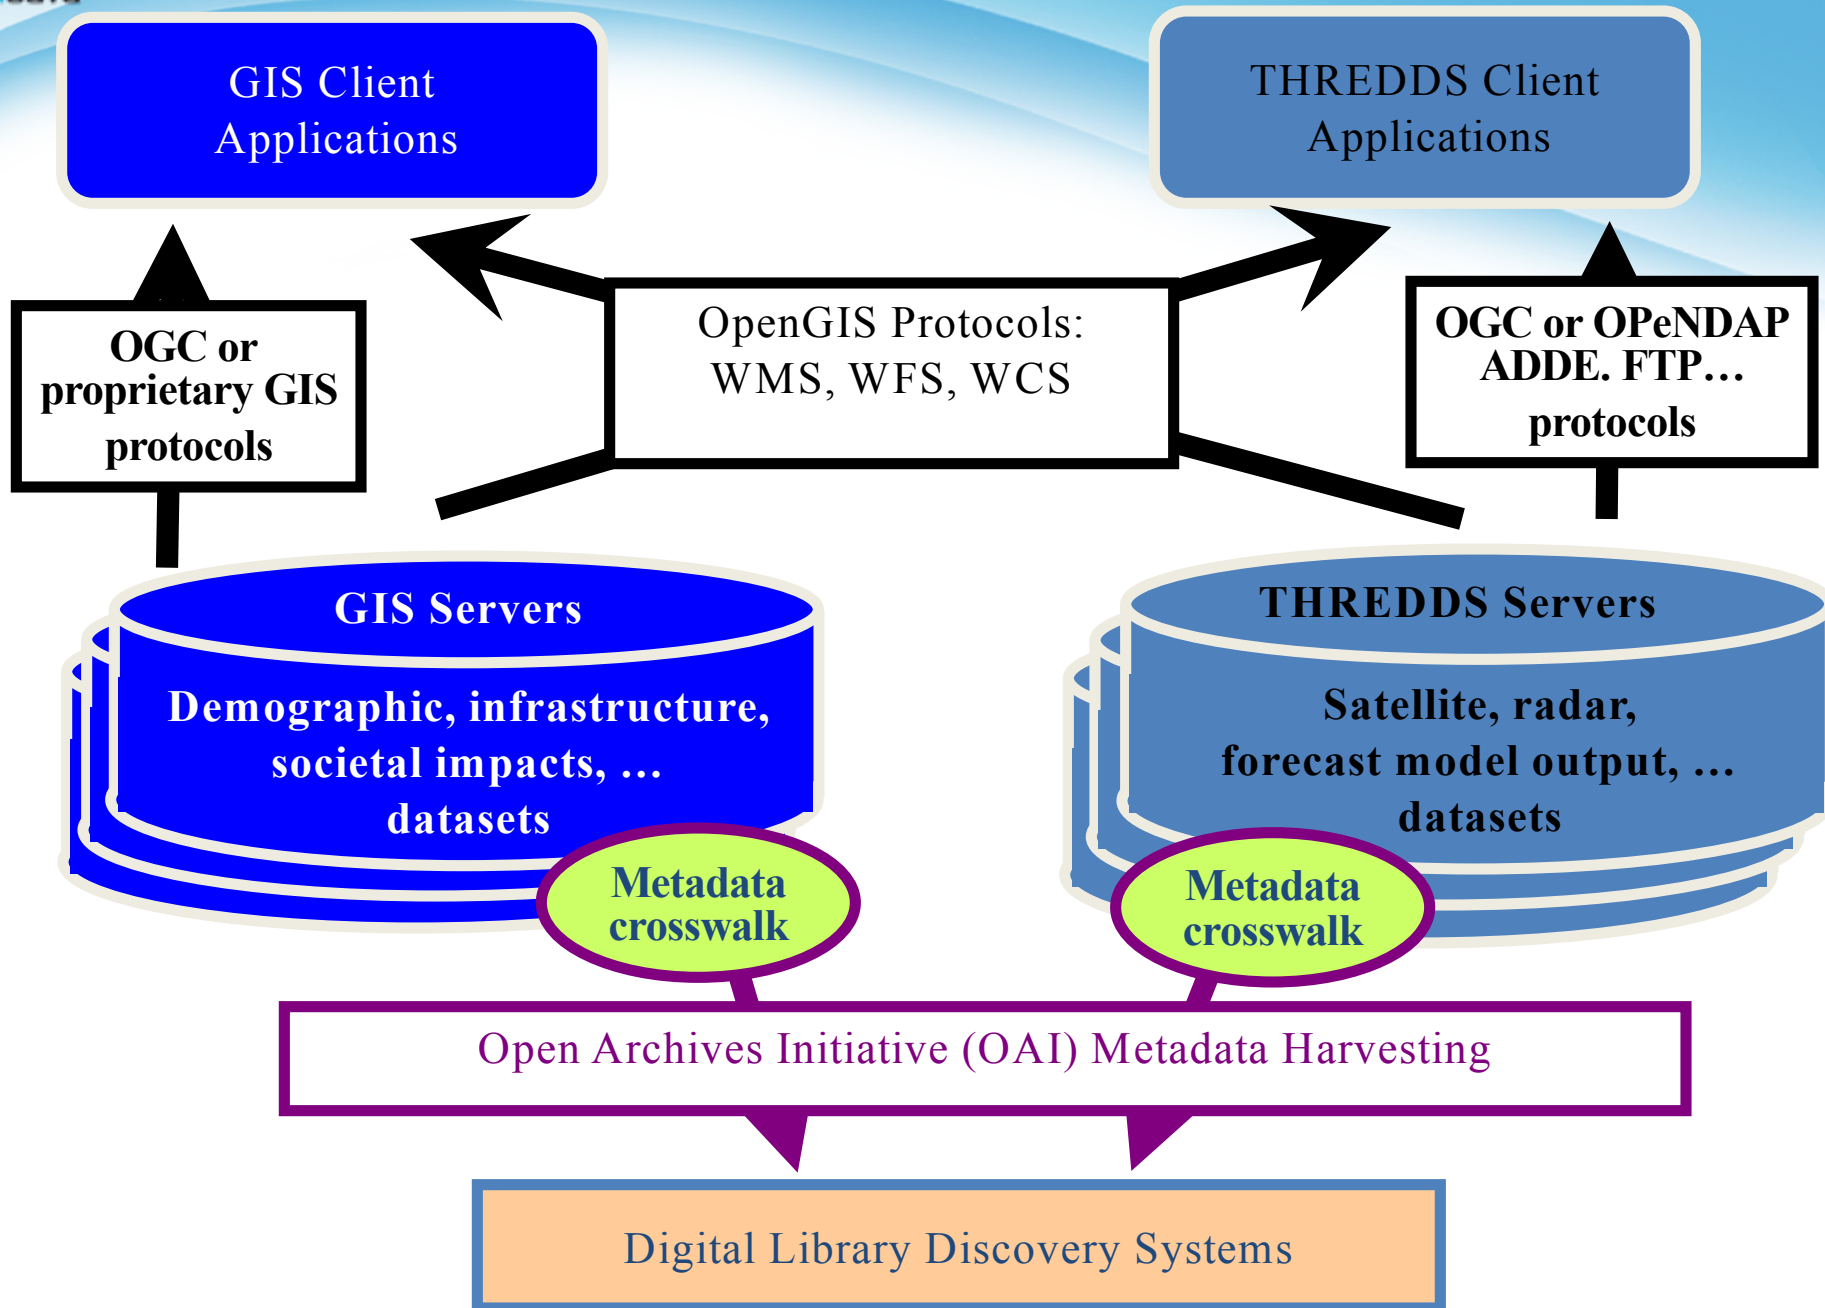 GIS Client
Applications
THREDDS Client
Applications
OGC or
proprietary GIS
protocols
OpenGIS Protocols:
WMS, WFS, WCS
OGC or OPeNDAP
ADDE. FTP…
protocols
GIS Servers
Demographic, infrastructure,
societal impacts, …
datasets
THREDDS Servers
Satellite, radar,
forecast model output, …
datasets
Metadata
crosswalk
Metadata
crosswalk
Open Archives Initiative (OAI) Metadata Harvesting
Digital Library Discovery Systems